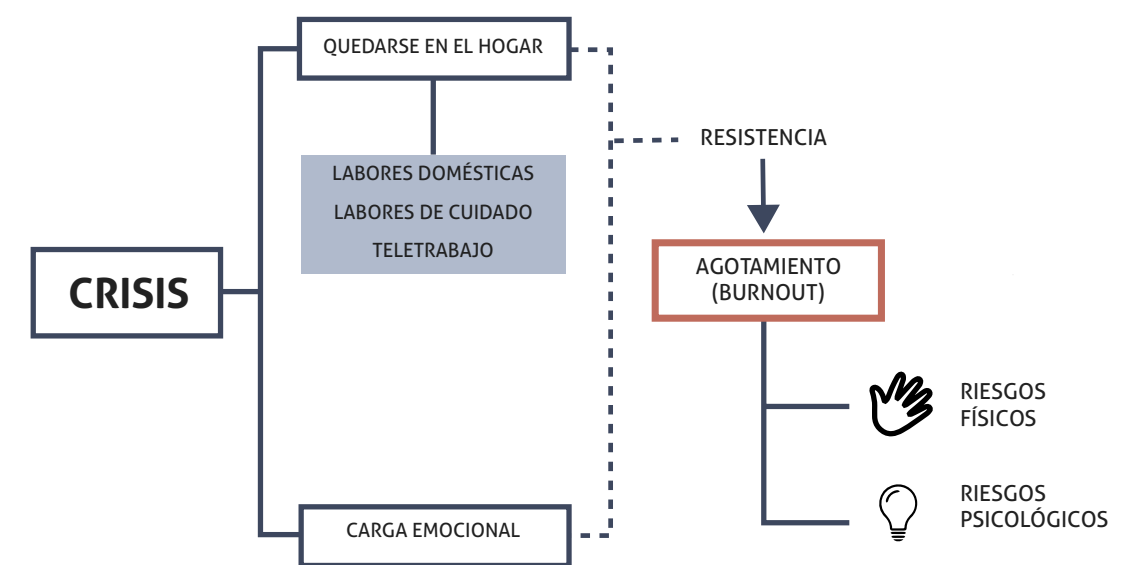 QUEDARSE EN EL HOGAR
LABORES DOMÉSTICAS
LABORES DE CUIDADO
TELETRABAJO
CRISIS
CARGA EMOCIONAL
RESISTENCIA
AGOTAMIENTO
(BURNOUT)
RIESGOS
FÍSICOS
RIESGOS
PSICOLÓGICOS